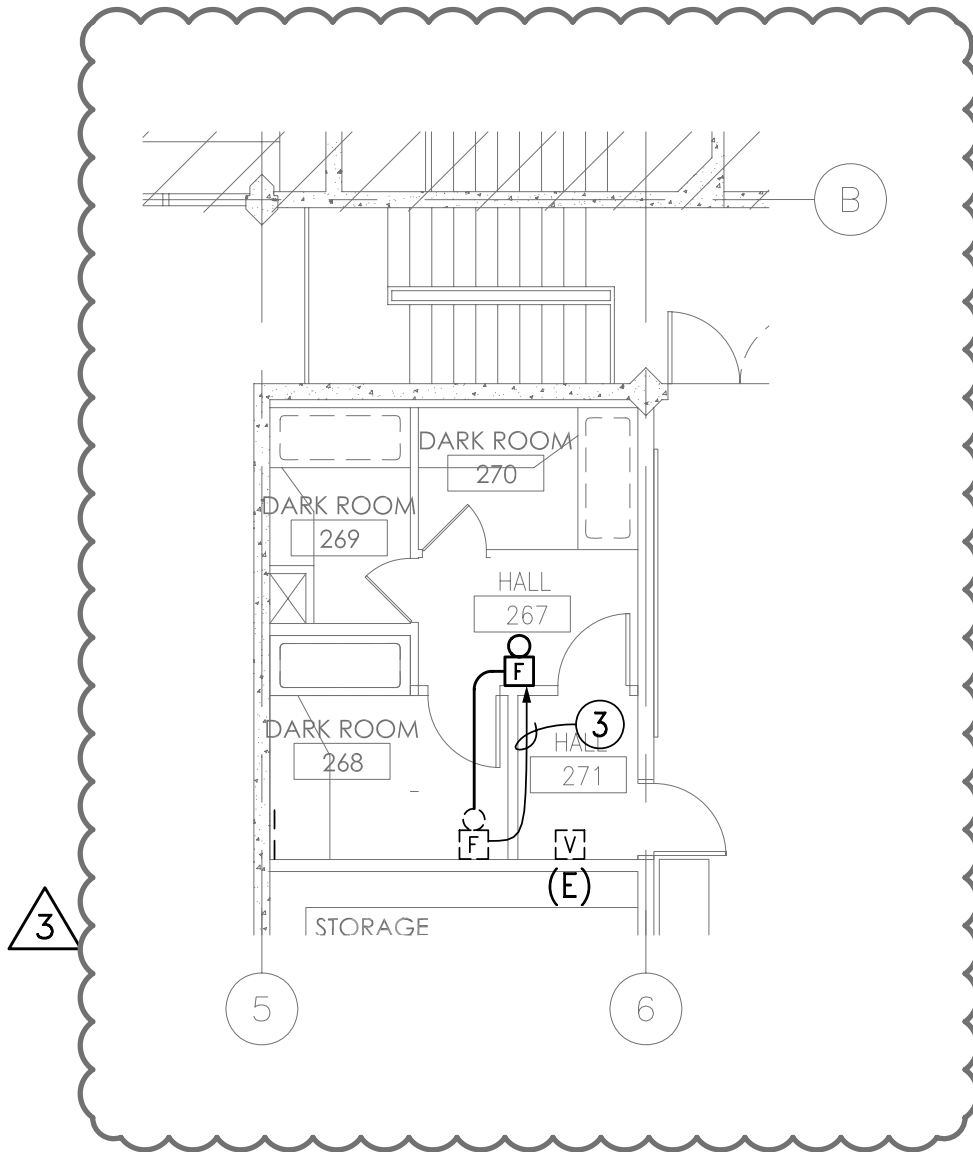 B
DARK ROOM
270
DARK ROOM
269
HALL
267
F
3
DARK ROOM
268
HALL
271
F
V
(E)
3
STORAGE
5
6